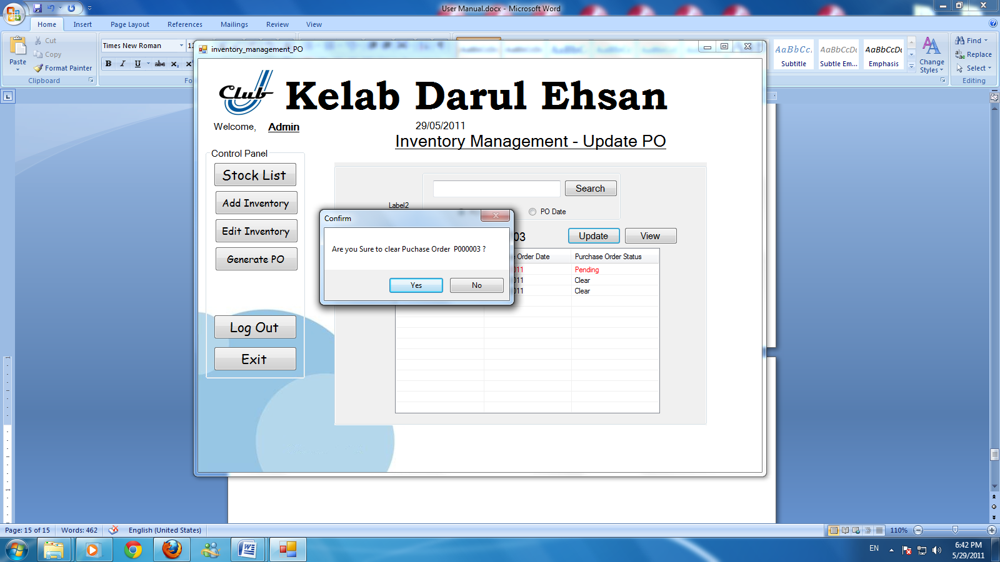 User Manual.docx - Microsoft Word
Home Insert Page Layout References Mailings Review View
Paste
Cut
Copy
Format Painter
Clipboard
Times New Roman
B I U abc
Fo
AaBbCc.
Subtitle
AaBbCcDc
Subtle Em...
AaBbCcDc
Emphasis
Change Styles
Find
Replace
Select
Editing
inventory_management_PO
Club
Kelab Darul Ehsan
Welcome, Admin
29/05/2011
Inventory Management - Update PO
Control Panel
Stock List
Add Inventory
Edit Inventory
Generate PO
Log Out
Exit
Search
Label2
PO Date
03
Update
View
Order Date Purchase Order Status
011 Pending
011 Clear
011 Clear
Confirm
Are you Sure to clear Puchase Order P000003 ?
Yes No
Page: 15 of 15 Words: 462 English (United States) 110%
EN
6:42 PM
5/29/2011